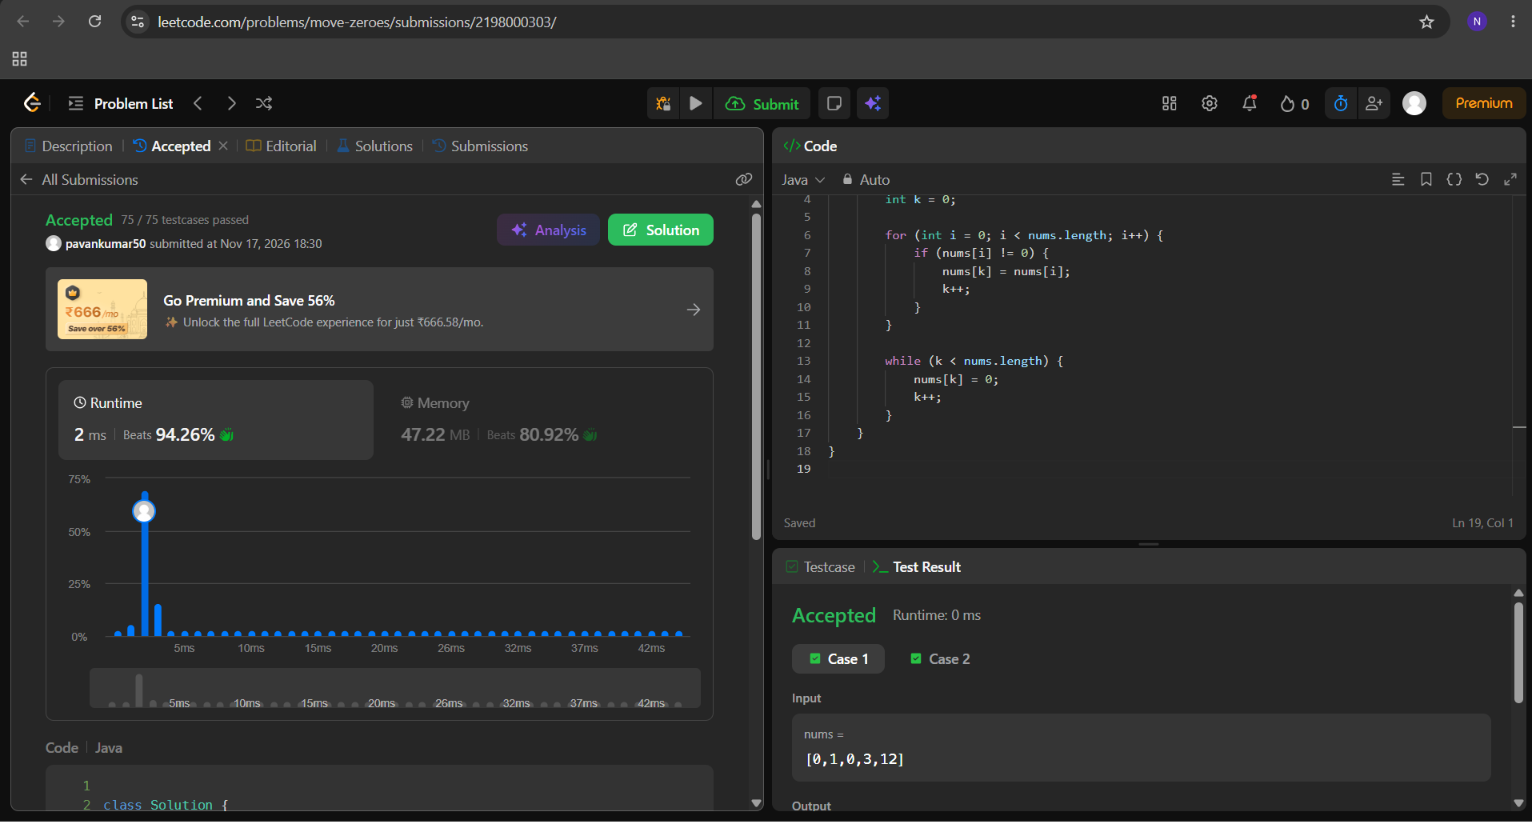 leetcode.com/problems/move-zeroes/submissions/2198000303/
N
Problem List
Submit
0
Premium
Description
Accepted
Editorial
Solutions
Submissions
All Submissions
Accepted 75 / 75 testcases passed
pavankumar50 submitted at Nov 17, 2026 18:30
Analysis
Solution
₹666 /mo
Save over 56%
Go Premium and Save 56%
✨ Unlock the full LeetCode experience for just ₹666.58/mo.
Runtime
2 ms Beats 94.26%
Memory
47.22 MB Beats 80.92%
75%
50%
25%
0%
5ms 10ms 15ms 20ms 26ms 32ms 37ms 42ms
5ms 10ms 15ms 20ms 26ms 32ms 37ms 42ms
Code Java
1
2 class Solution {
</> Code
Java Auto
4 int k = 0;
5
6 for (int i = 0; i < nums.length; i++) {
7 if (nums[i] != 0) {
8 nums[k] = nums[i];
9 k++;
10 }
11 }
12
13 while (k < nums.length) {
14 nums[k] = 0;
15 k++;
16 }
17 }
18 }
19
Saved
Ln 19, Col 1
Testcase
>_ Test Result
Accepted Runtime: 0 ms
Case 1
Case 2
Input
nums =
[0,1,0,3,12]
Output